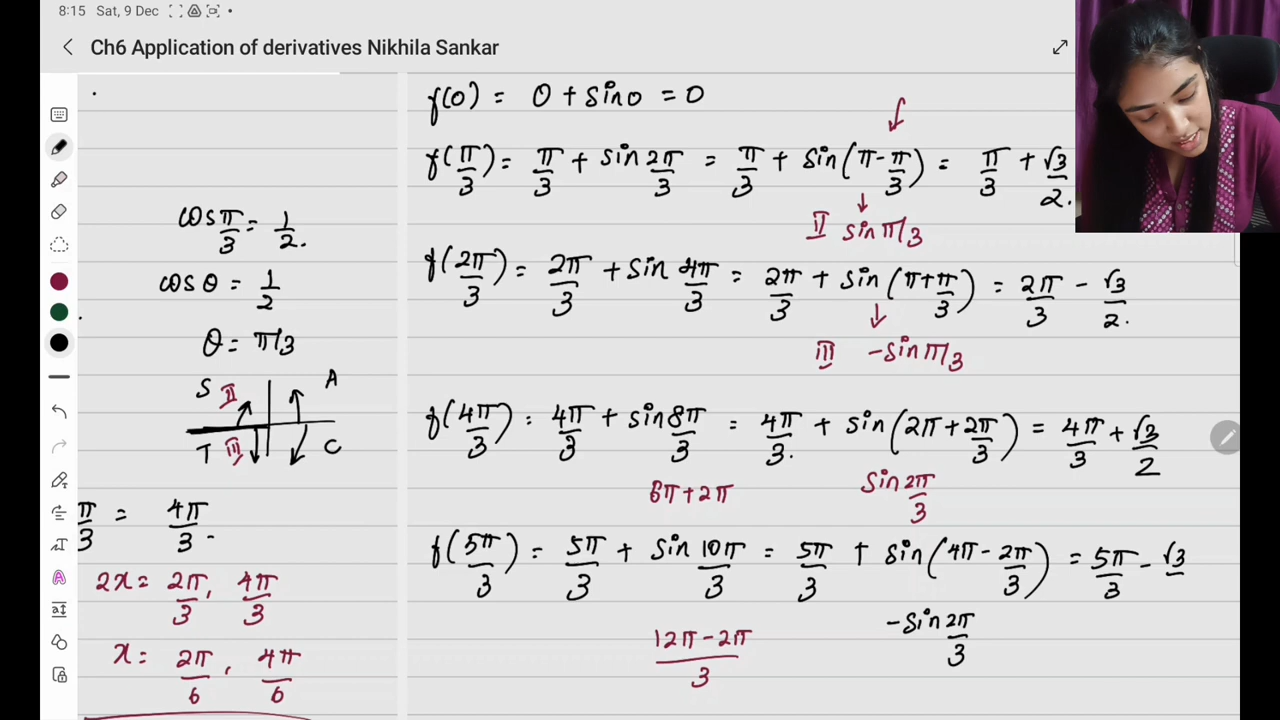 8:15 Sat, 9 Dec
Ch6 Application of derivatives Nikhila Sankar
cos π/3 = 1/2.
cos θ = 1/2
θ = π/3
S II A
T III C
π/3 = 4π/3
2x = 2π/3, 4π/3
x = 2π/6, 4π/6
f(0) = 0 + sin 0 = 0
f(π/3) = π/3 + sin 2π/3 = π/3 + sin(π - π/3) = π/3 + √3/2.
II sin π/3
f(2π/3) = 2π/3 + sin 4π/3 = 2π/3 + sin(π + π/3) = 2π/3 - √3/2.
III -sin π/3
f(4π/3) = 4π/3 + sin 8π/3 = 4π/3 + sin(2π + 2π/3) = 4π/3 + √3/2
6π + 2π sin 2π/3
f(5π/3) = 5π/3 + sin 10π/3 = 5π/3 + sin(4π - 2π/3) = 5π/3 - √3
-sin 2π/3
12π - 2π/3